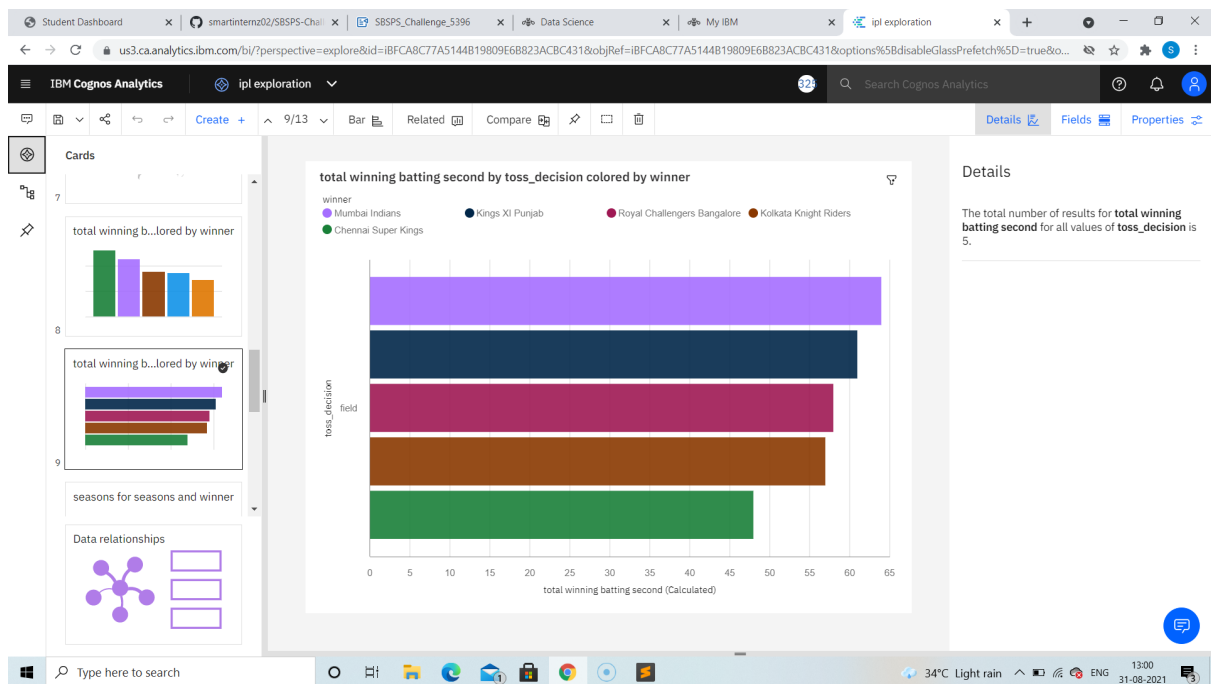 Student Dashboard
smartinternz02/SBSPS-Chall
SBSPS_Challenge_5396
Data Science
My IBM
ipl exploration
us3.ca.analytics.ibm.com/bi/?perspective=explore&id=iBFCA8C77A5144B19809E6B823ACBC431&objRef=iBFCA8C77A5144B19809E6B823ACBC431&options%5BdisableGlassPrefetch%5D=true&o...
S
IBM Cognos Analytics
ipl exploration
Search Cognos Analytics
Create +
9/13
Bar
Related
Compare
Details
Fields
Properties
Cards
7
total winning b...lored by winner
8
total winning b...lored by winner
9
seasons for seasons and winner
Data relationships
total winning batting second by toss_decision colored by winner
winner
Mumbai Indians
Kings XI Punjab
Royal Challengers Bangalore
Kolkata Knight Riders
Chennai Super Kings
toss_decision
field
0 5 10 15 20 25 30 35 40 45 50 55 60 65
total winning batting second (Calculated)
Details
The total number of results for total winning
batting second for all values of toss_decision is
5.
Type here to search
1
34°C Light rain
ENG
13:00
31-08-2021
3